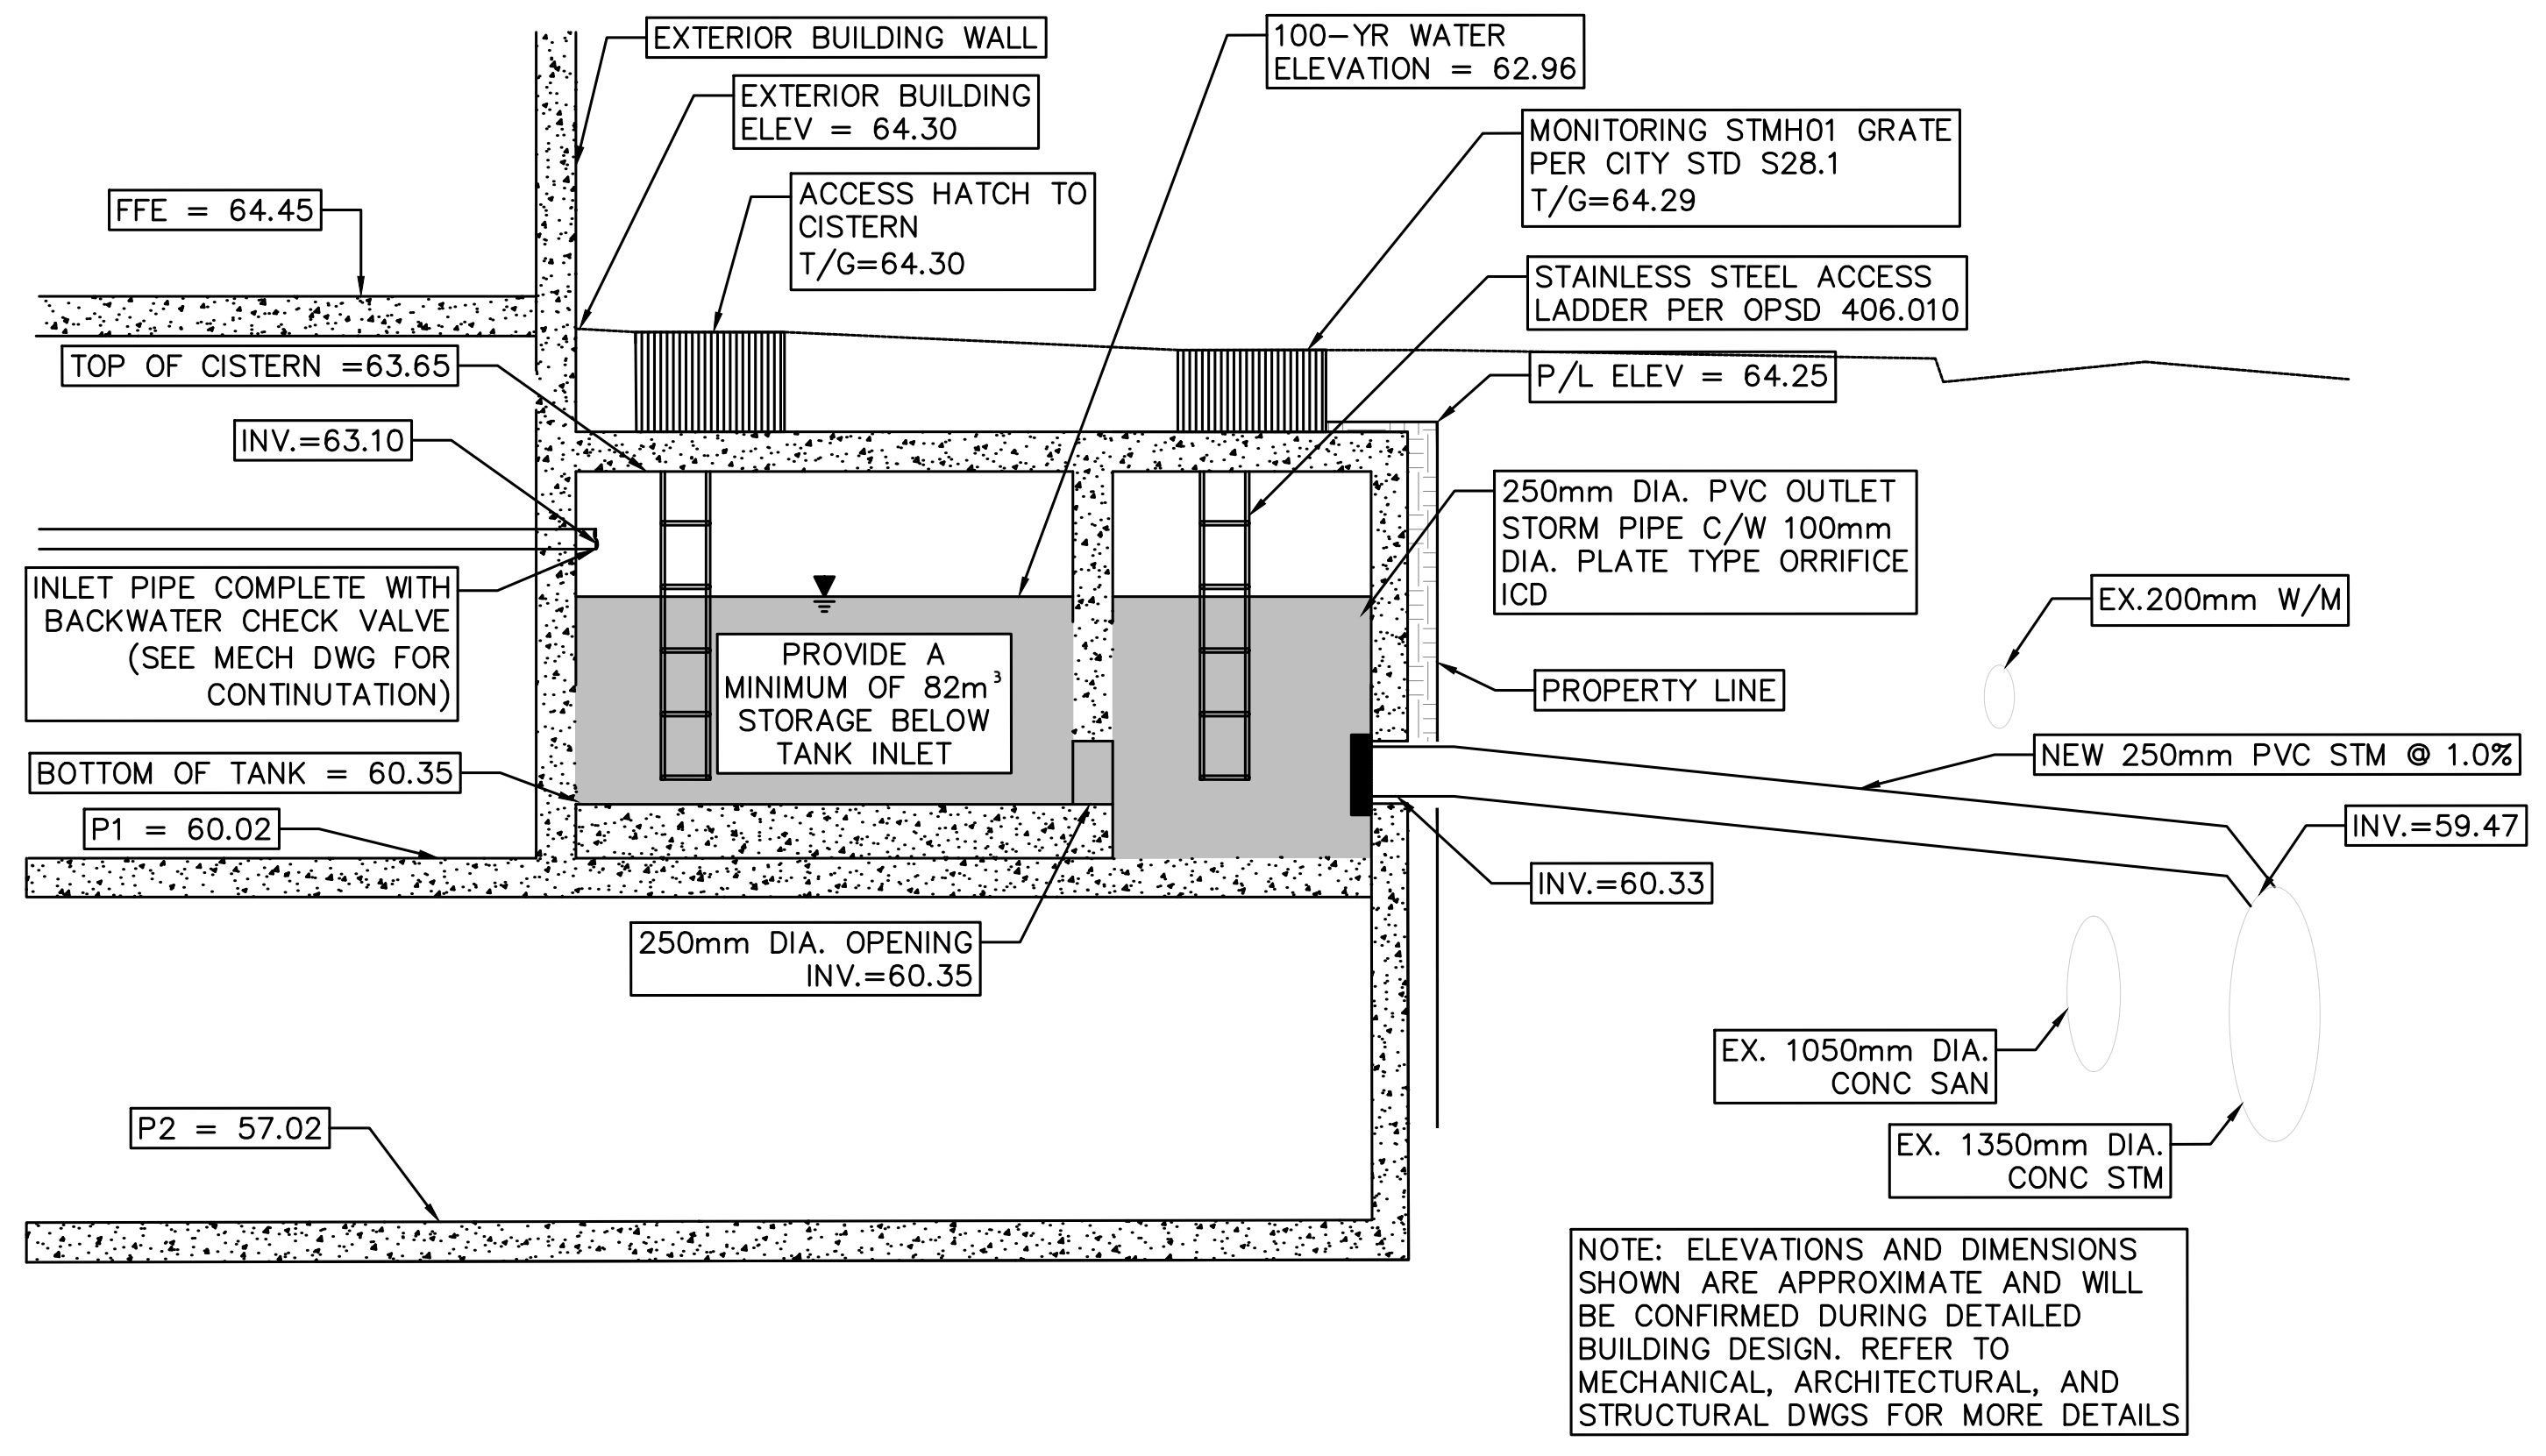 EXTERIOR BUILDING WALL
100-YR WATER
ELEVATION = 62.96
EXTERIOR BUILDING
ELEV = 64.30
MONITORING STMH01 GRATE
PER CITY STD S28.1
T/G=64.29
ACCESS HATCH TO
CISTERN
T/G=64.30
FFE = 64.45
STAINLESS STEEL ACCESS
LADDER PER OPSD 406.010
TOP OF CISTERN =63.65
P/L ELEV = 64.25
INV.=63.10
250mm DIA. PVC OUTLET
STORM PIPE C/W 100mm
DIA. PLATE TYPE ORRIFICE
ICD
INLET PIPE COMPLETE WITH
BACKWATER CHECK VALVE
(SEE MECH DWG FOR
CONTINUTATION)
EX.200mm W/M
PROVIDE A
MINIMUM OF 82m³
STORAGE BELOW
TANK INLET
PROPERTY LINE
BOTTOM OF TANK = 60.35
NEW 250mm PVC STM @ 1.0%
P1 = 60.02
INV.=59.47
INV.=60.33
250mm DIA. OPENING
INV.=60.35
EX. 1050mm DIA.
CONC SAN
P2 = 57.02
EX. 1350mm DIA.
CONC STM
NOTE: ELEVATIONS AND DIMENSIONS
SHOWN ARE APPROXIMATE AND WILL
BE CONFIRMED DURING DETAILED
BUILDING DESIGN. REFER TO
MECHANICAL, ARCHITECTURAL, AND
STRUCTURAL DWGS FOR MORE DETAILS